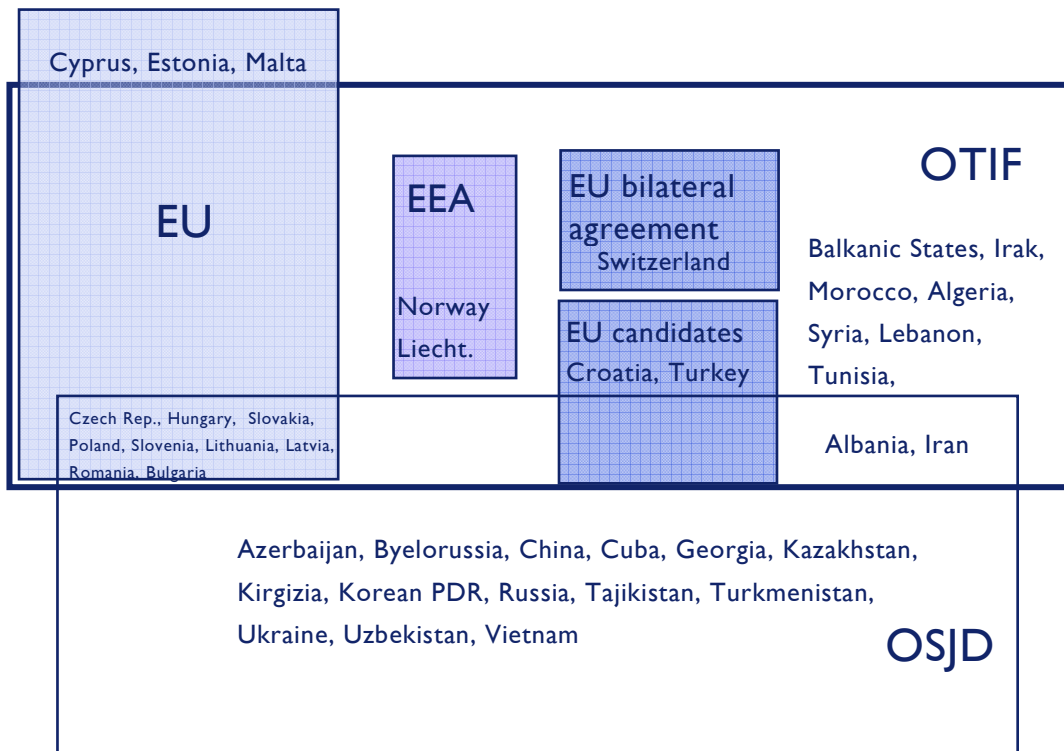 Cyprus, Estonia, Malta
EU
EEA
Norway
Liecht.
EU bilateral
agreement
Switzerland
EU candidates
Croatia, Turkey
OTIF
Balkanic States, Irak,
Morocco, Algeria,
Syria, Lebanon,
Tunisia,
Czech Rep., Hungary, Slovakia,
Poland, Slovenia, Lithuania, Latvia,
Romania, Bulgaria
Albania, Iran
Azerbaijan, Byelorussia, China, Cuba, Georgia, Kazakhstan,
Kirgizia, Korean PDR, Russia, Tajikistan, Turkmenistan,
Ukraine, Uzbekistan, Vietnam
OSJD